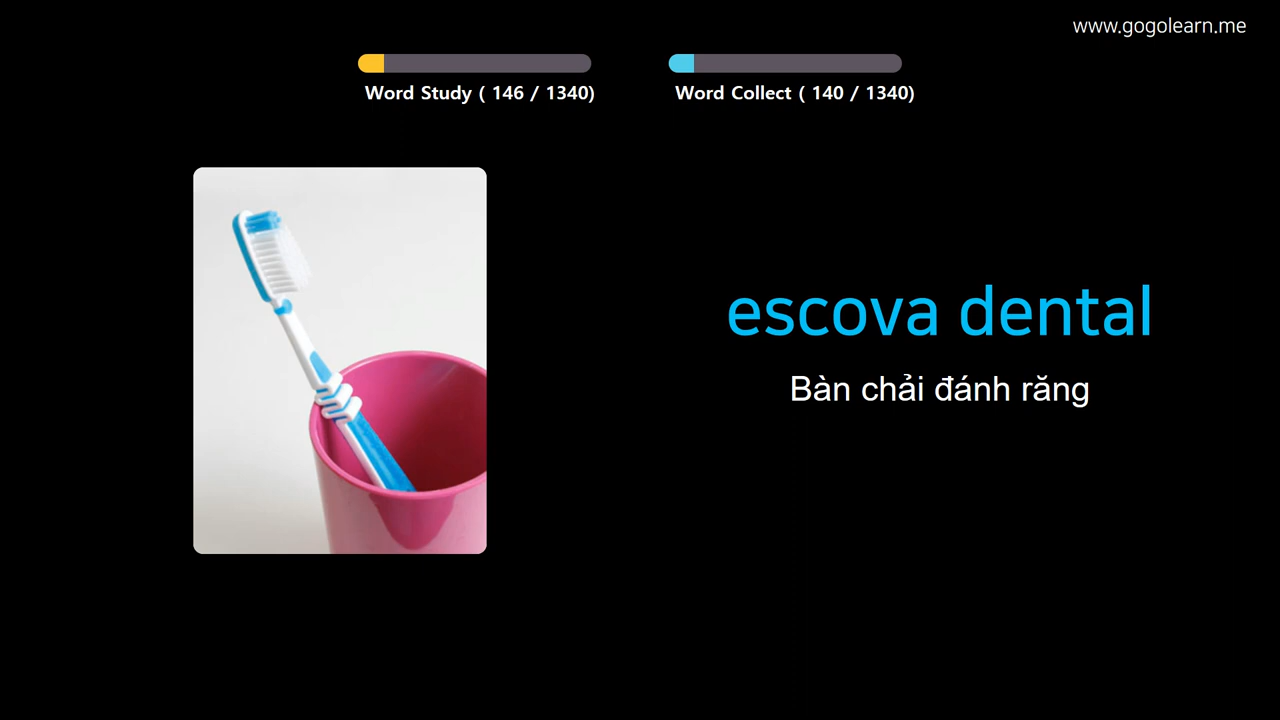 www.gogolearn.me
Word Study ( 146 / 1340)
Word Collect ( 140 / 1340)
escova dental
Bàn chải đánh răng